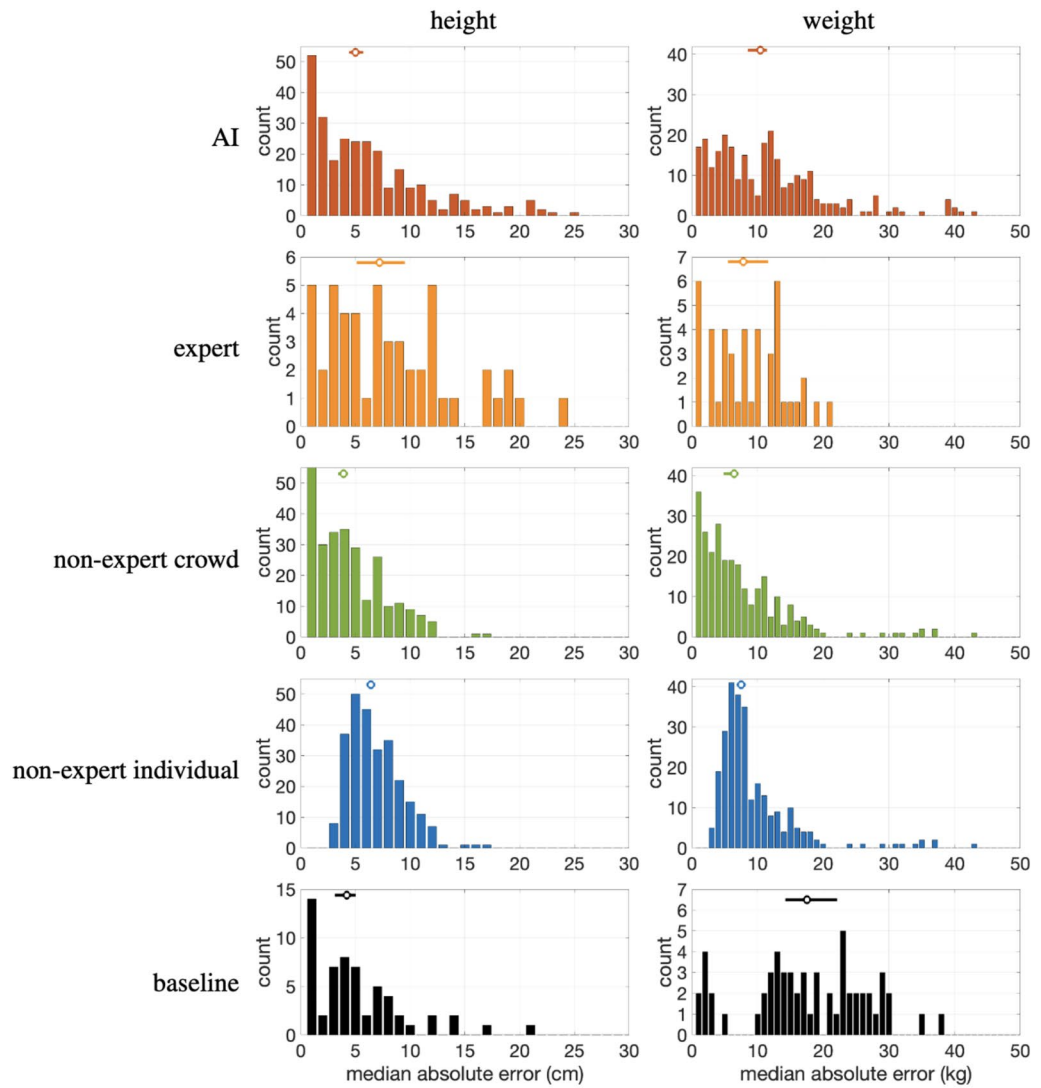 height weight
AI
count
50
40
30
20
10
0
0 5 10 15 20 25 30
count
40
30
20
10
0
0 10 20 30 40 50
expert
count
6
5
4
3
2
1
0
0 5 10 15 20 25 30
count
7
6
5
4
3
2
1
0
0 10 20 30 40 50
non-expert crowd
count
50
40
30
20
10
0
0 5 10 15 20 25 30
count
40
30
20
10
0
0 10 20 30 40 50
non-expert individual
count
50
40
30
20
10
0
0 5 10 15 20 25 30
count
40
30
20
10
0
0 10 20 30 40 50
baseline
count
15
10
5
0
0 5 10 15 20 25 30
median absolute error (cm)
count
7
6
5
4
3
2
1
0
0 10 20 30 40 50
median absolute error (kg)